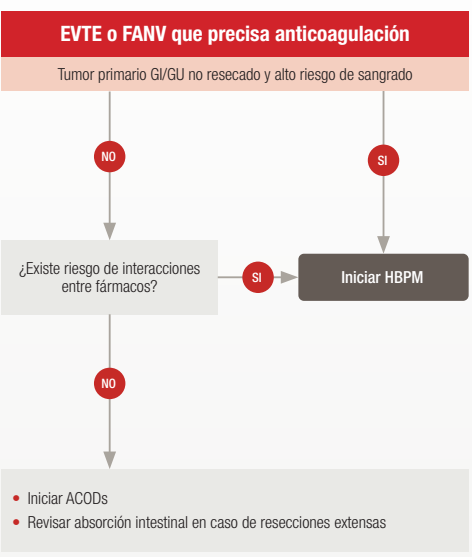 EVTE o FANV que precisa anticoagulación
Tumor primario GI/GU no resecado y alto riesgo de sangrado
NO
SI
¿Existe riesgo de interacciones
entre fármacos?
SI
Iniciar HBPM
NO
• Iniciar ACODs
• Revisar absorción intestinal en caso de resecciones extensas